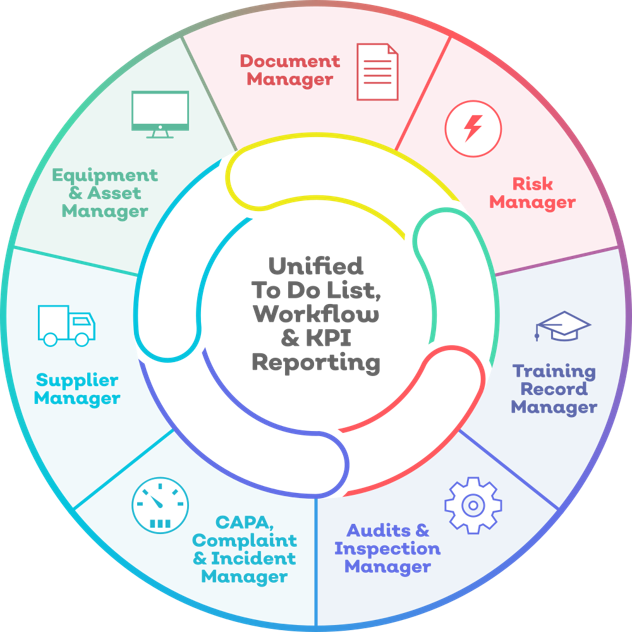 Document
Manager
Risk
Manager
Training
Record
Manager
Audits &
Inspection
Manager
CAPA,
Complaint
& Incident
Manager
Supplier
Manager
Equipment
& Asset
Manager
Unified
To Do List,
Workflow
& KPI
Reporting